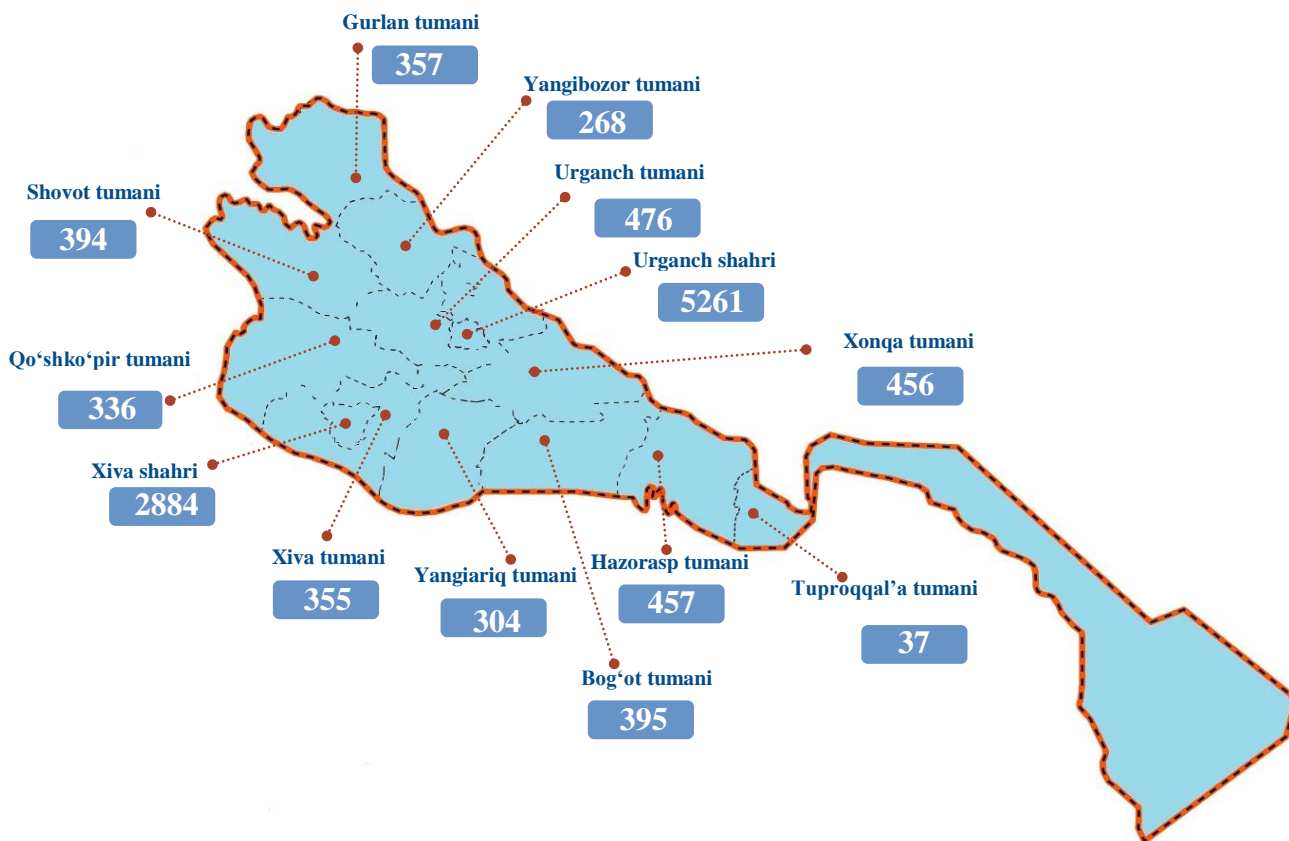 Gurlan tumani
357
Yangibozor tumani
268
Urganch tumani
476
Shovot tumani
394
Urganch shahri
5261
Xonqa tumani
456
Qo‘shko‘pir tumani
336
Xiva shahri
2884
Xiva tumani
355
Yangiariq tumani
304
Hazorasp tumani
457
Tuproqqal’a tumani
37
Bog‘ot tumani
395